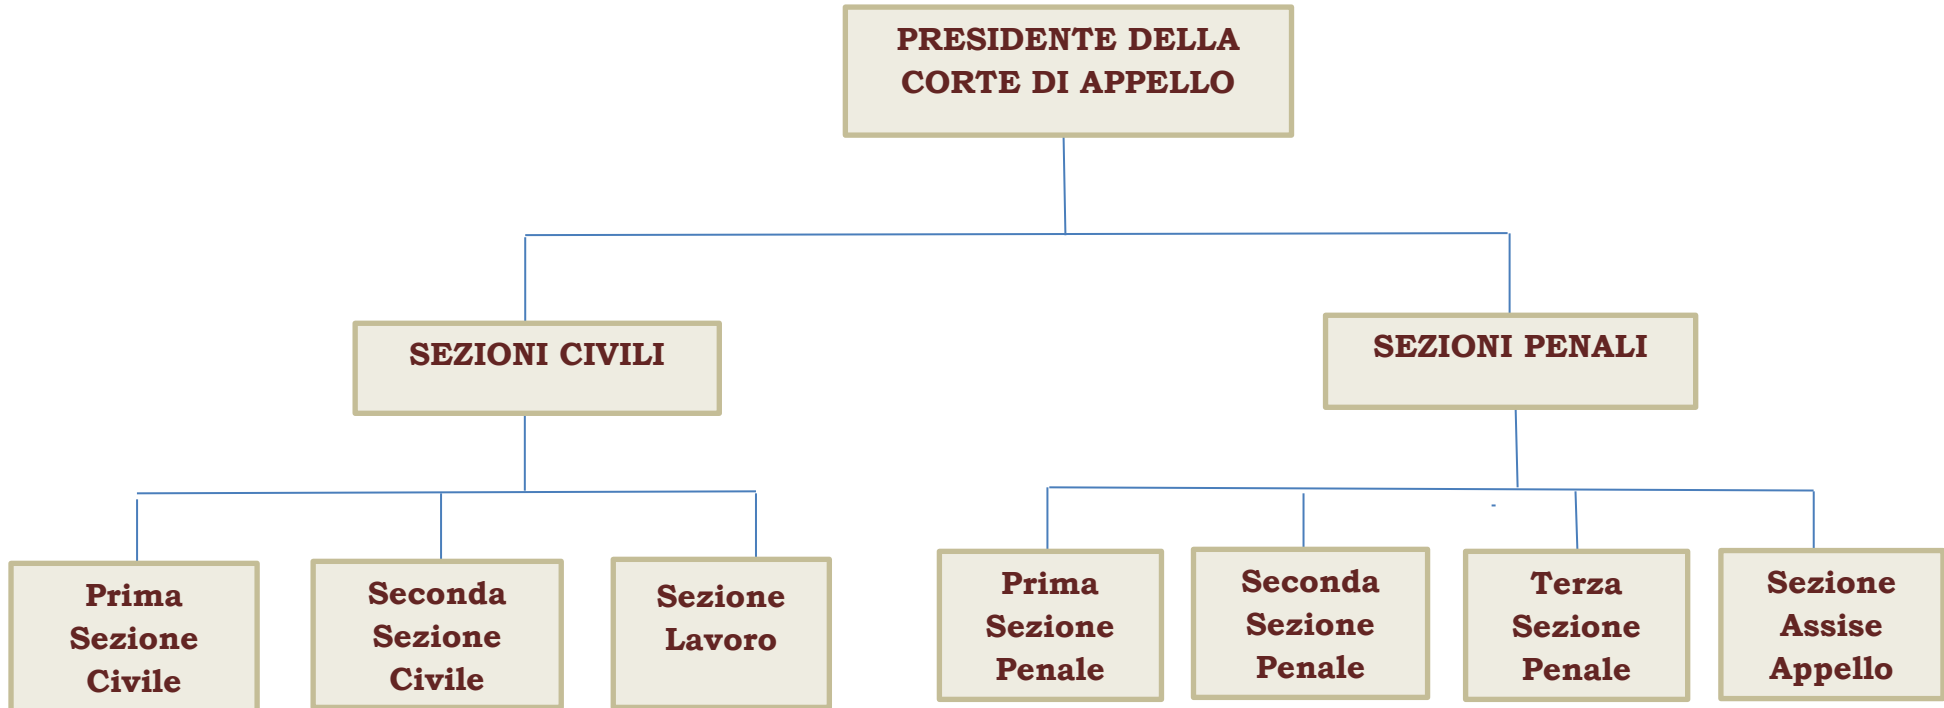 PRESIDENTE DELLA
CORTE DI APPELLO
SEZIONI CIVILI
SEZIONI PENALI
Prima
Sezione
Civile
Seconda
Sezione
Civile
Sezione
Lavoro
Prima
Sezione
Penale
Seconda
Sezione
Penale
Terza
Sezione
Penale
Sezione
Assise
Appello